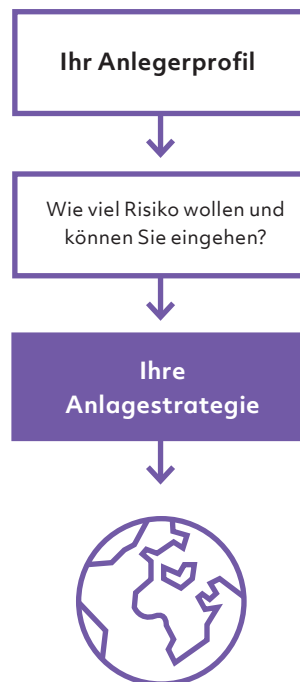 Ihr Anlegerprofil
Wie viel Risiko wollen und
können Sie eingehen?
Ihre
Anlagestrategie